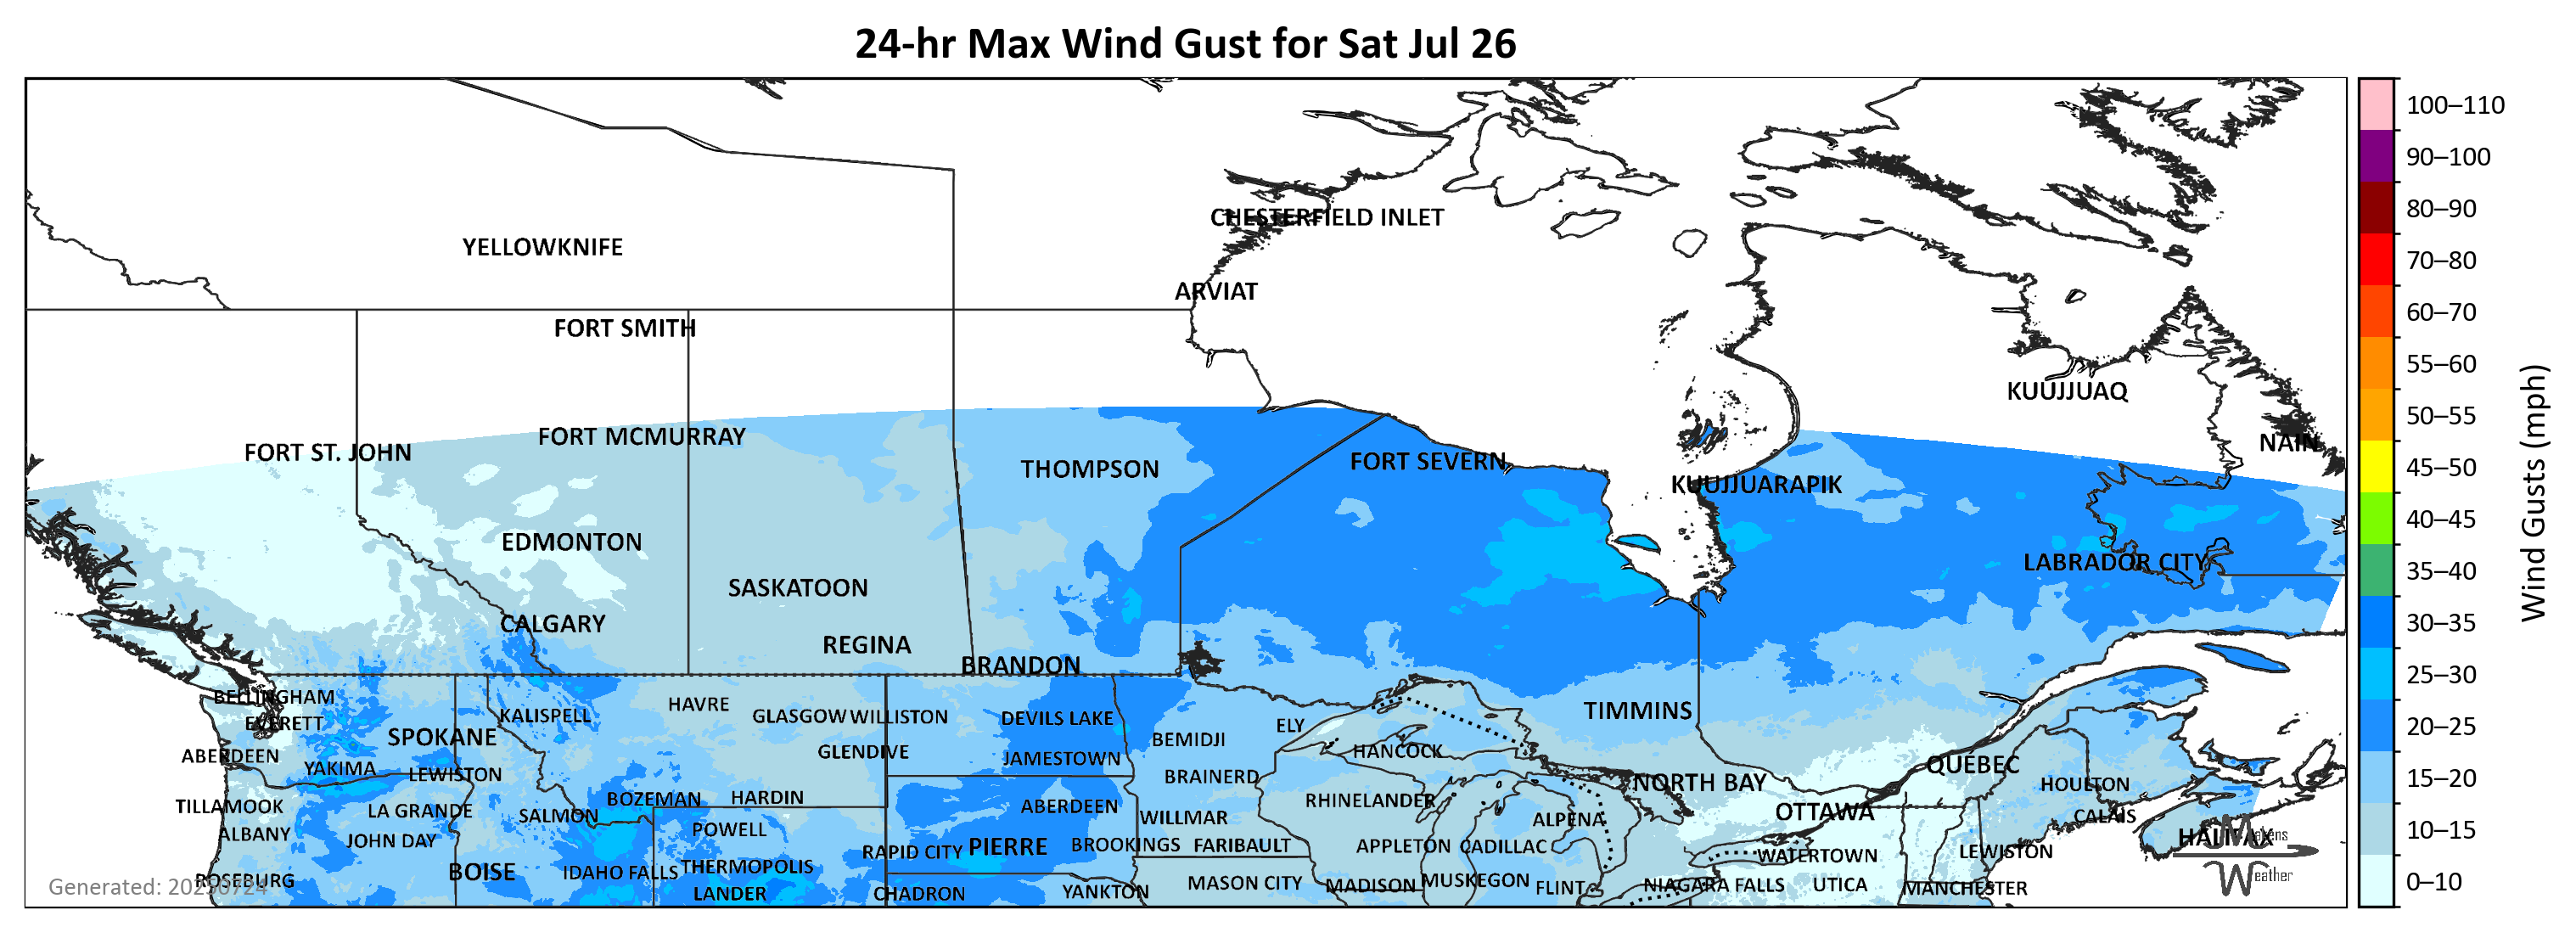 24-hr Max Wind Gust for Sat Jul 26
100–110
90–100
80–90
70–80
60–70
55–60
50–55
45–50
40–45
35–40
30–35
25–30
20–25
15–20
10–15
0–10
Wind Gusts (mph)
CHESTERFIELD INLET
YELLOWKNIFE
ARVIAT
FORT SMITH
KUUJJUAQ
FORT MCMURRAY
NAIN
FORT ST. JOHN
FORT SEVERN
THOMPSON
KUUJJUARAPIK
EDMONTON
LABRADOR CITY
SASKATOON
CALGARY
REGINA
BRANDON
BELLINGHAM
HAVRE
TIMMINS
KALISPELL
GLASGOW
WILLISTON
DEVILS LAKE
EVERETT
ELY
SPOKANE
BEMIDJI
HANCOCK
GLENDIVE
ABERDEEN
JAMESTOWN
QUEBEC
YAKIMA
LEWISTON
BRAINERD
NORTH BAY
HOULTON
BOZEMAN
HARDIN
RHINELANDER
TILLAMOOK
LA GRANDE
ABERDEEN
OTTAWA
SALMON
WILLMAR
ALPENA
CALAIS
ALBANY
POWELL
HALIFAX
JOHN DAY
PIERRE
BROOKINGS
FARIBAULT
APPLETON
CADILLAC
RAPID CITY
LEWISTON
WATERTOWN
THERMOPOLIS
BOISE
IDAHO FALLS
ROSEBURG
MUSKEGON
MASON CITY
MADISON
NIAGARA FALLS
UTICA
FLINT
MANCHESTER
LANDER
CHADRON
YANKTON
Generated: 20250724
Makens
Weather